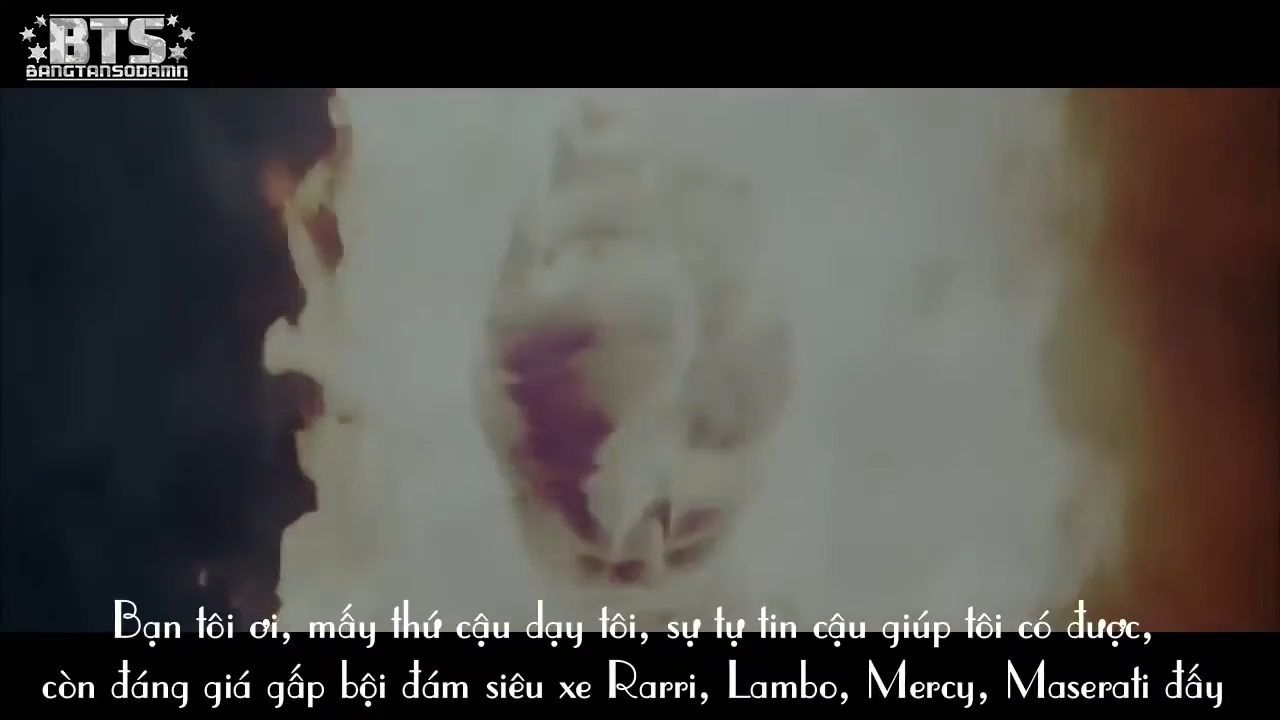 BTS
BANGTANSODAMN
Bạn tôi ơi, mấy thứ cậu dạy tôi, sự tự tin cậu giúp tôi có được,
còn đáng giá gấp bội đám siêu xe Rarri, Lambo, Mercy, Maserati đấy